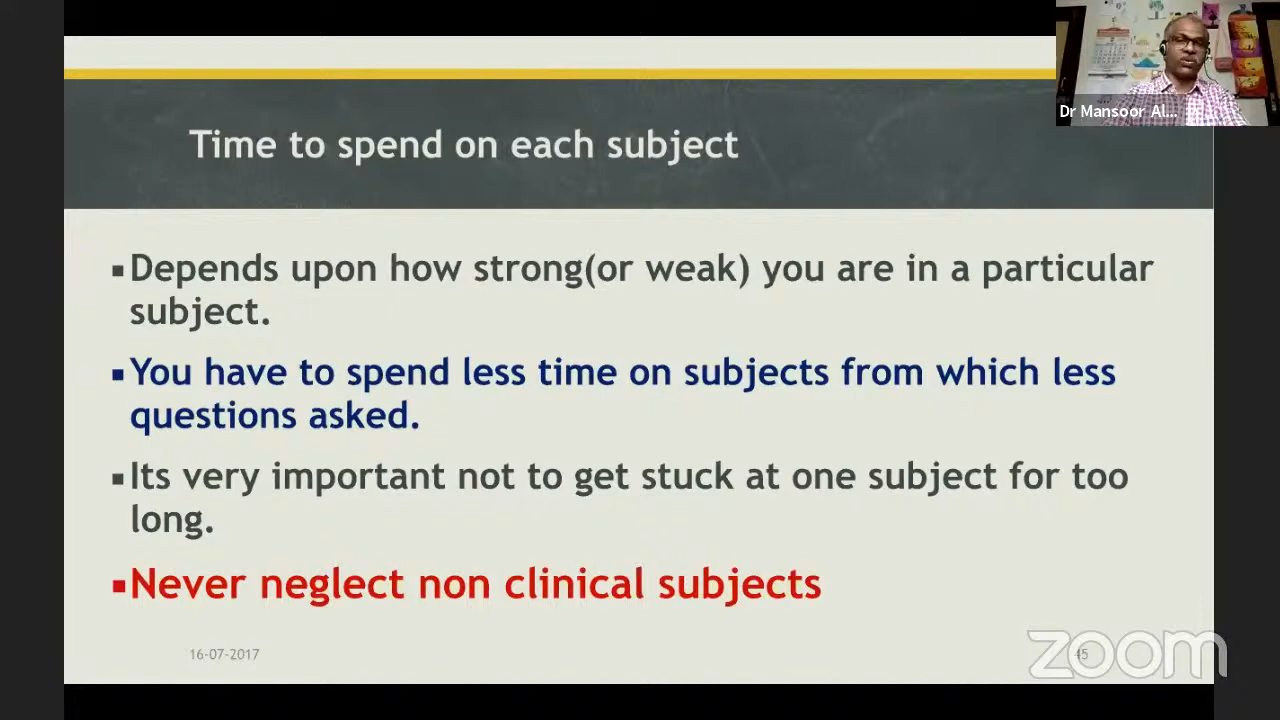 Dr Mansoor Al...
Time to spend on each subject
▪Depends upon how strong(or weak) you are in a particular
subject.
▪You have to spend less time on subjects from which less
questions asked.
▪Its very important not to get stuck at one subject for too
long.
▪Never neglect non clinical subjects
16-07-2017
45
zoom